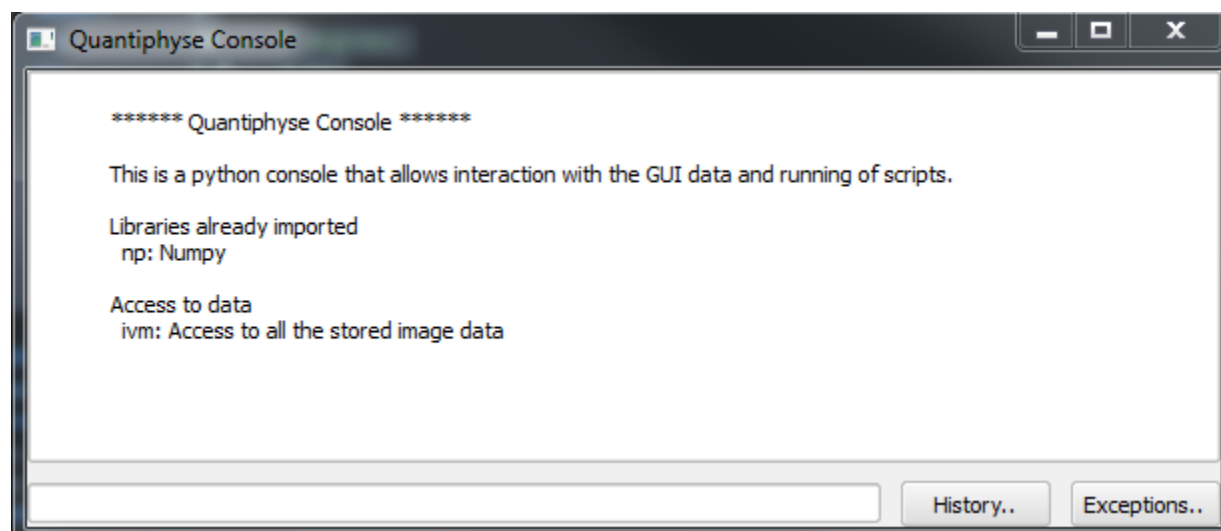 Quantiphyse Console
****** Quantiphyse Console ******
This is a python console that allows interaction with the GUI data and running of scripts.
Libraries already imported
np: Numpy
Access to data
ivm: Access to all the stored image data
History..
Exceptions..